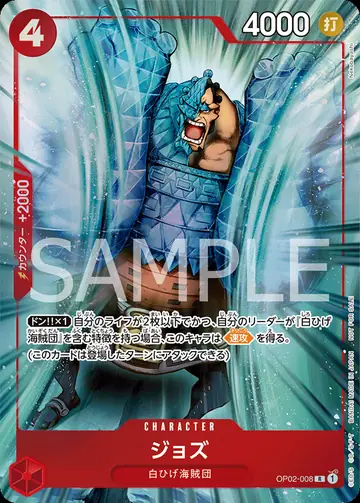 4
4000
打
カウンター +2000
SAMPLE
ドン!!×1 自分のライフが2枚以下でかつ、自分のリーダーが『白ひげ
海賊団』を含む特徴を持つ場合、このキャラは 速攻 を得る。
(このカードは登場したターンにアタックできる)
CHARACTER
ジョズ
白ひげ海賊団
OP02-008 R 1